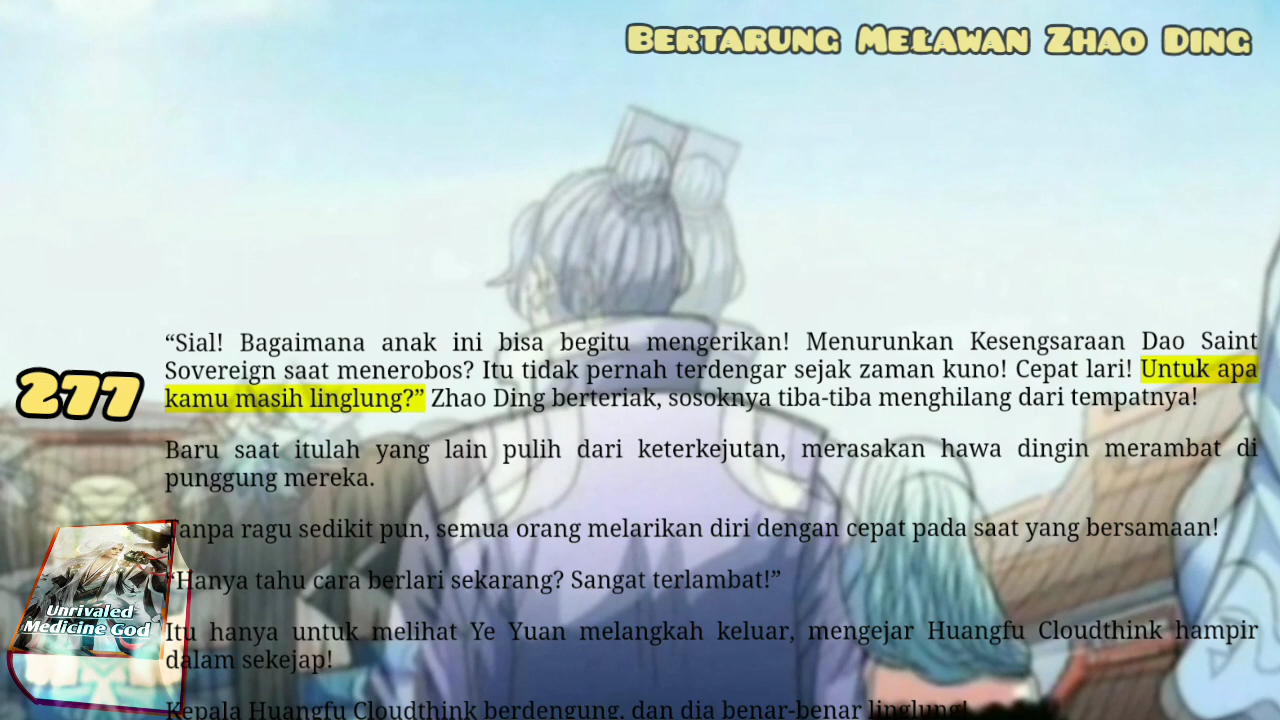 Bertarung Melawan Zhao Ding
“Sial! Bagaimana anak ini bisa begitu mengerikan! Menurunkan Kesengsaraan Dao Saint
Sovereign saat menerobos? Itu tidak pernah terdengar sejak zaman kuno! Cepat lari! Untuk apa
kamu masih linglung?” Zhao Ding berteriak, sosoknya tiba-tiba menghilang dari tempatnya!
277
Baru saat itulah yang lain pulih dari keterkejutan, merasakan hawa dingin merambat di
punggung mereka.
Tanpa ragu sedikit pun, semua orang melarikan diri dengan cepat pada saat yang bersamaan!
“Hanya tahu cara berlari sekarang? Sangat terlambat!”
Unrivaled
Medicine God
Itu hanya untuk melihat Ye Yuan melangkah keluar, mengejar Huangfu Cloudthink hampir
dalam sekejap!
Kepala Huangfu Cloudthink berdengung, dan dia benar-benar linglung!